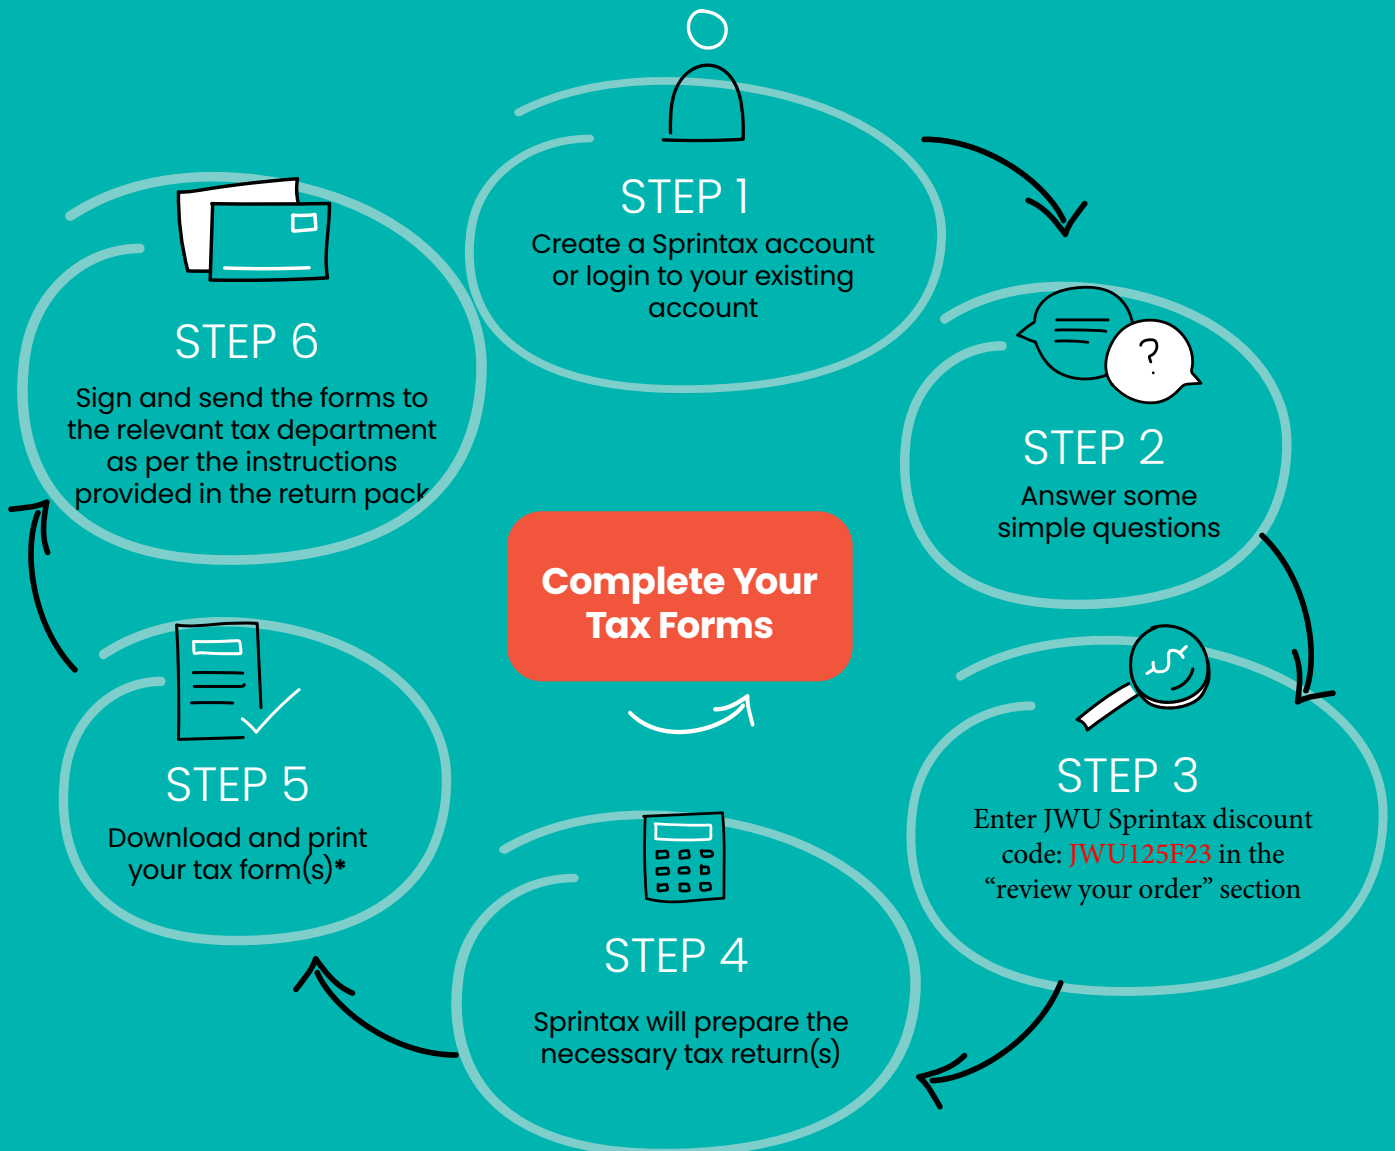 STEP 1
Create a Sprintax account
or login to your existing
account
?
STEP 2
Answer some
simple questions
STEP 3
Enter JWU Sprintax discount
code: JWU125F23 in the
“review your order” section
STEP 4
Sprintax will prepare the
necessary tax return(s)
STEP 5
Download and print
your tax form(s)*
STEP 6
Sign and send the forms to
the relevant tax department
as per the instructions
provided in the return pack
Complete Your
Tax Forms